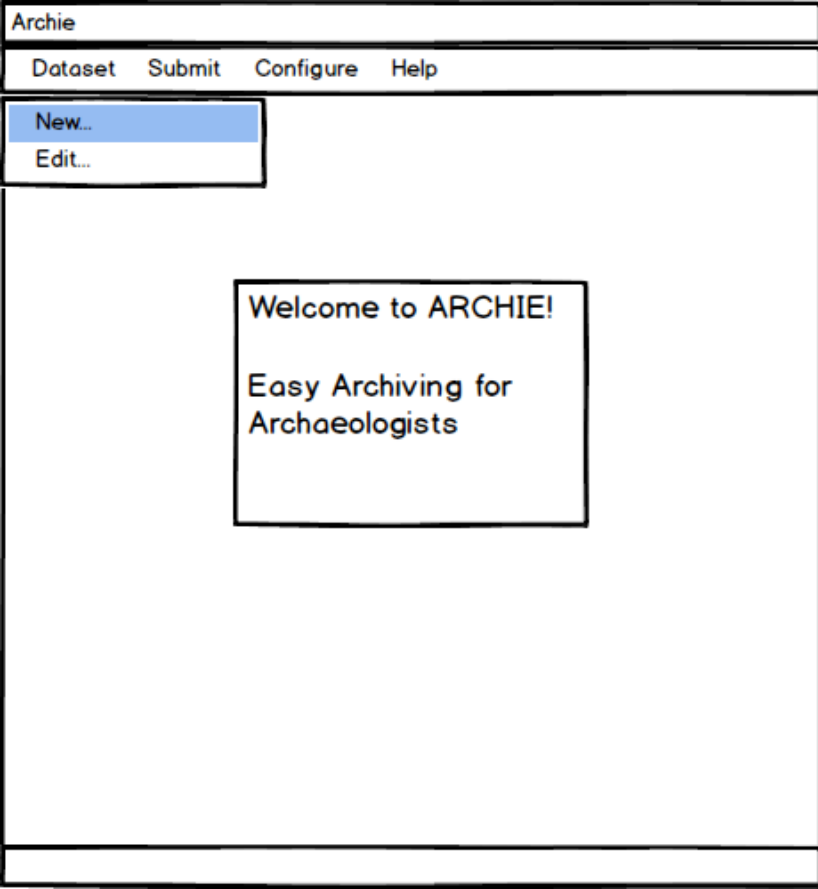 Archie
Dataset Submit Configure Help
New...
Edit...
Welcome to ARCHIE!
Easy Archiving for
Archaeologists